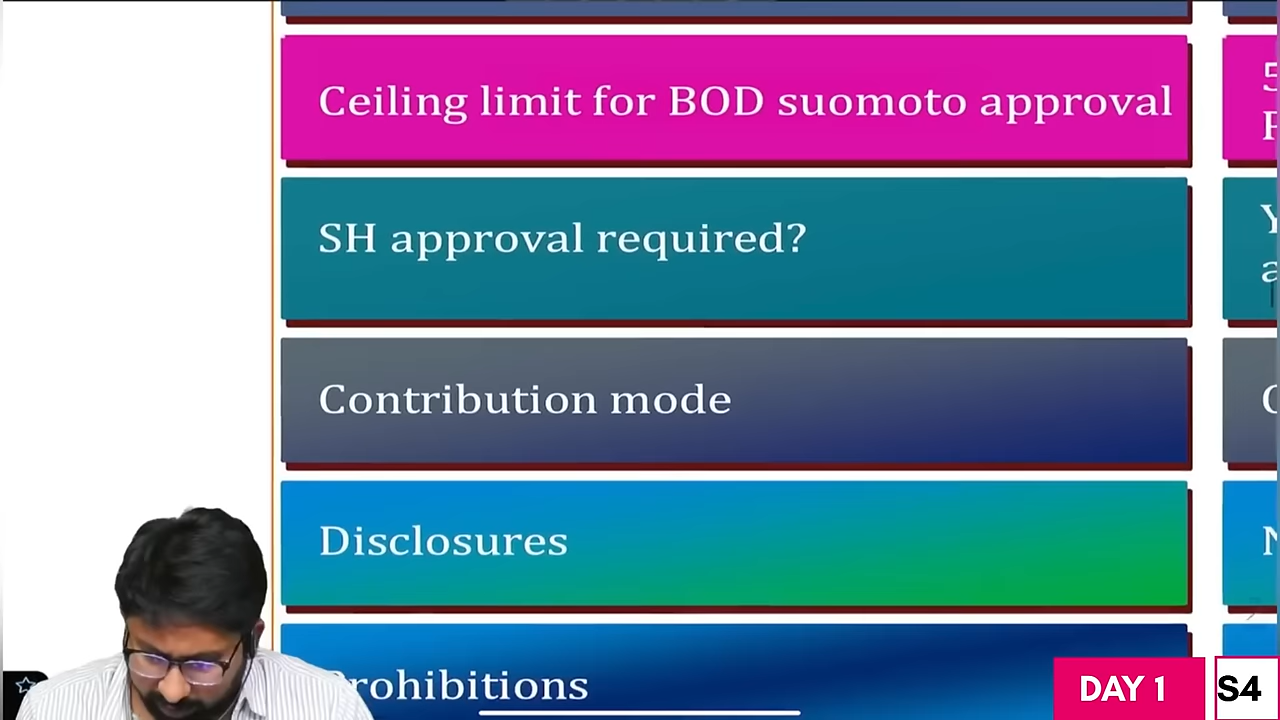 Ceiling limit for BOD suomoto approval
SH approval required?
Contribution mode
Disclosures
rohibitions
DAY 1
S4